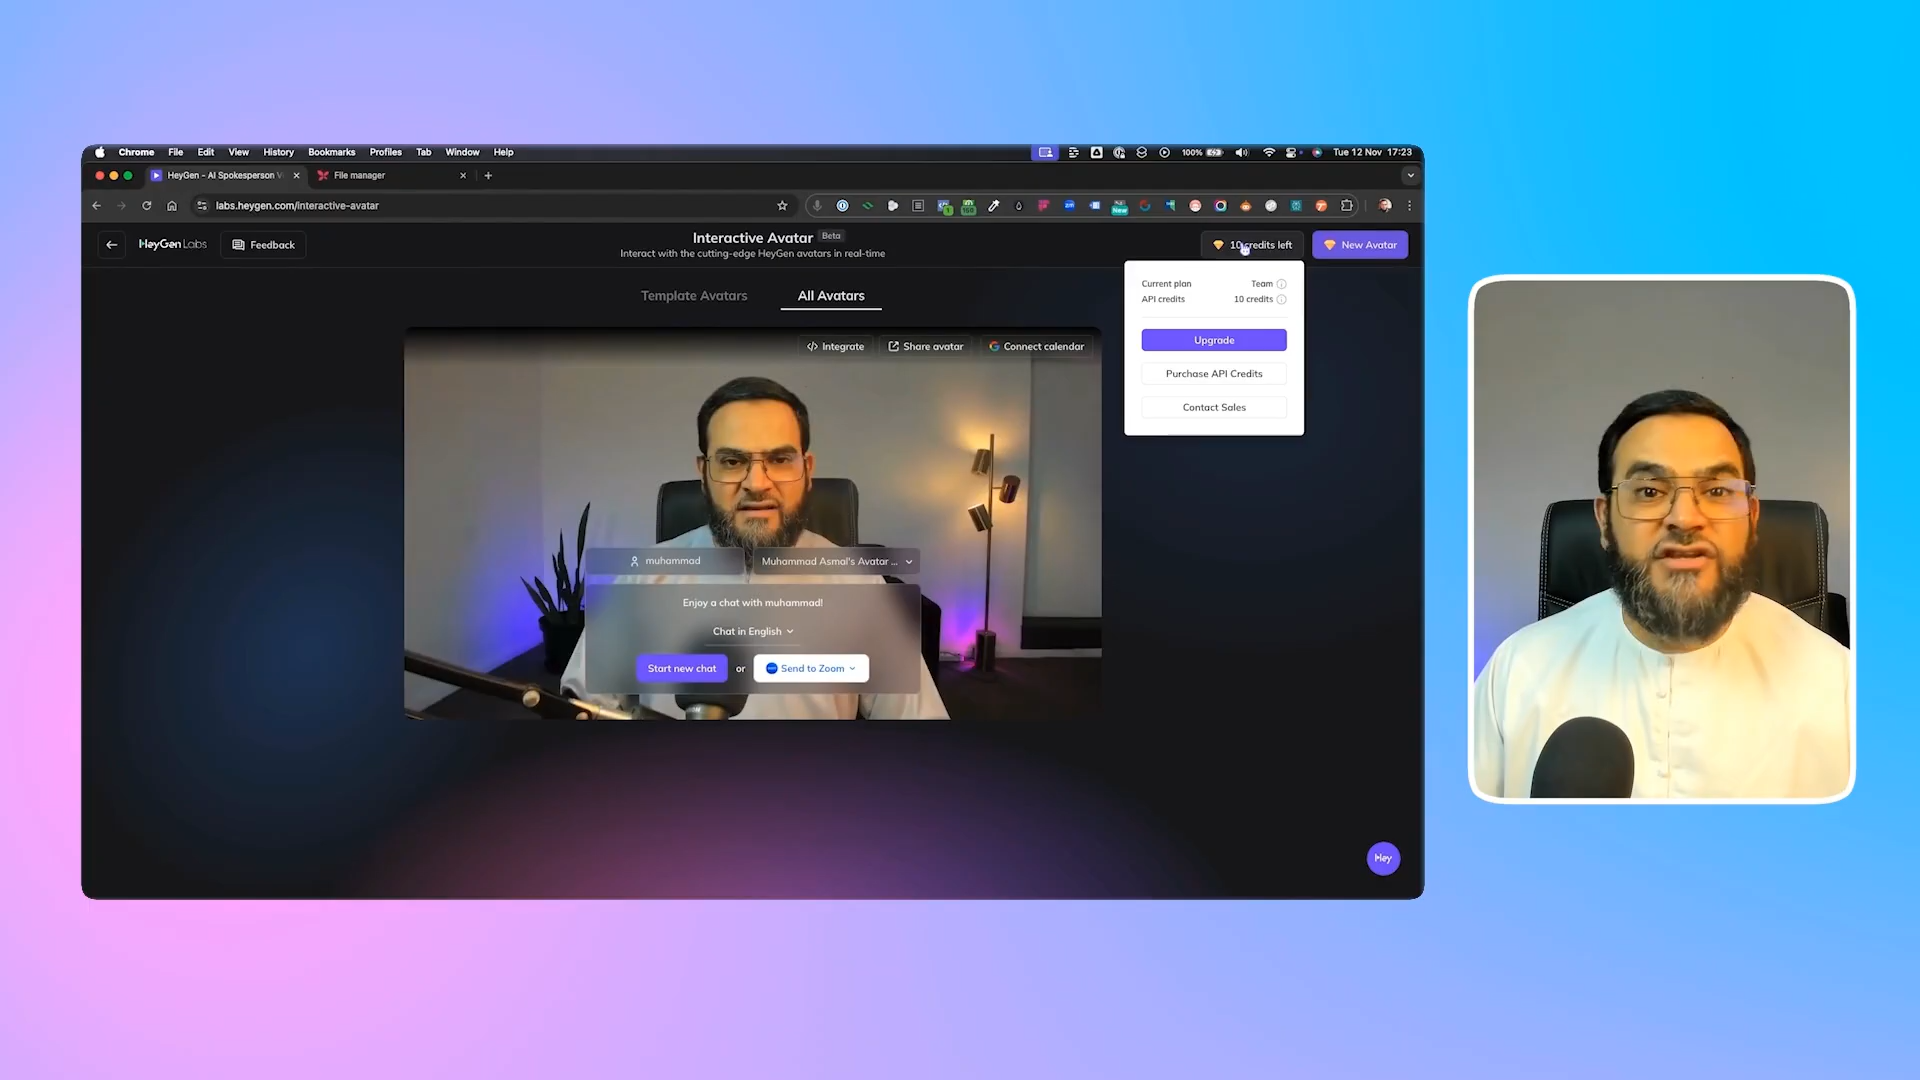 Chrome File Edit View History Bookmarks Profiles Tab Window Help
100% Tue 12 Nov 17:23
HeyGen - AI Spokesperson V
File manager
labs.heygen.com/interactive-avatar
New
HeyGen Labs
Feedback
Interactive Avatar Beta
Interact with the cutting-edge HeyGen avatars in real-time
10 credits left
New Avatar
Template Avatars
All Avatars
Current plan Team
API credits 10 credits
Upgrade
Purchase API Credits
Contact Sales
Integrate
Share avatar
Connect calendar
muhammad
Muhammad Asmal's Avatar ...
Enjoy a chat with muhammad!
Chat in English
Start new chat or Send to Zoom
Hey